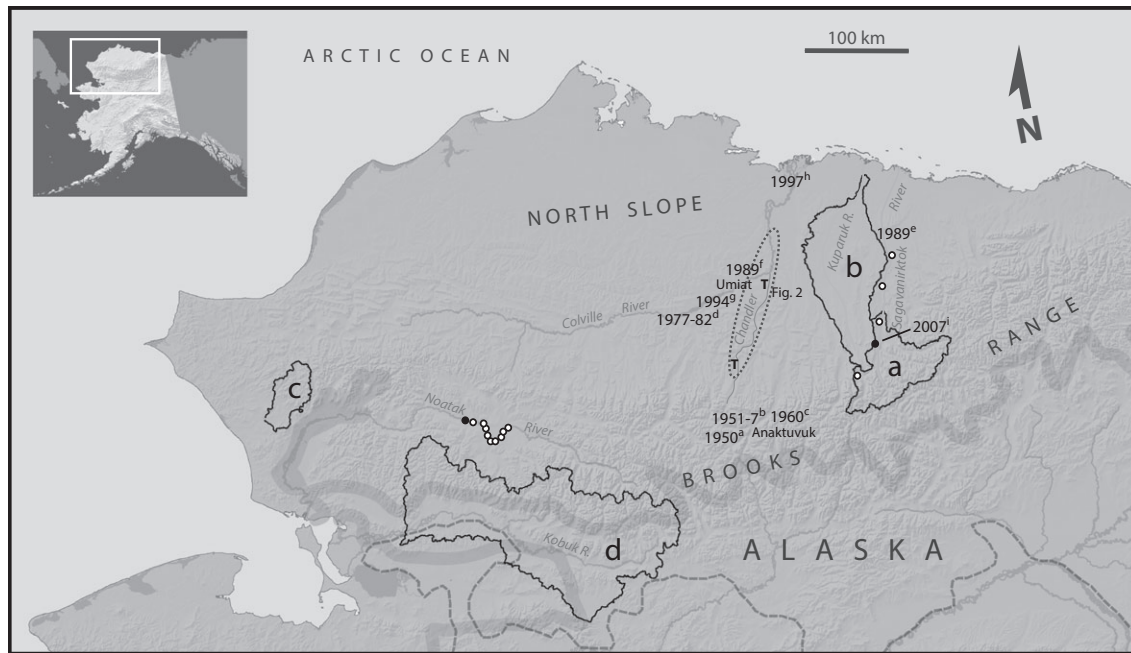 ARCTIC OCEAN
100 km
N
NORTH SLOPE
1997ʰ
River
Kuparuk R.
1989ᵉ
b
Sagavanirktok
1989ᶠ
Umiat T
Fig. 2
1994ᵍ
1977-82ᵈ
Chandler
Colville River
2007ⁱ
RANGE
T
a
c
Noatak River
1951-7ᵇ 1960ᶜ
1950ᵃ Anaktuvuk
BROOKS
Kobuk R. d
ALASKA